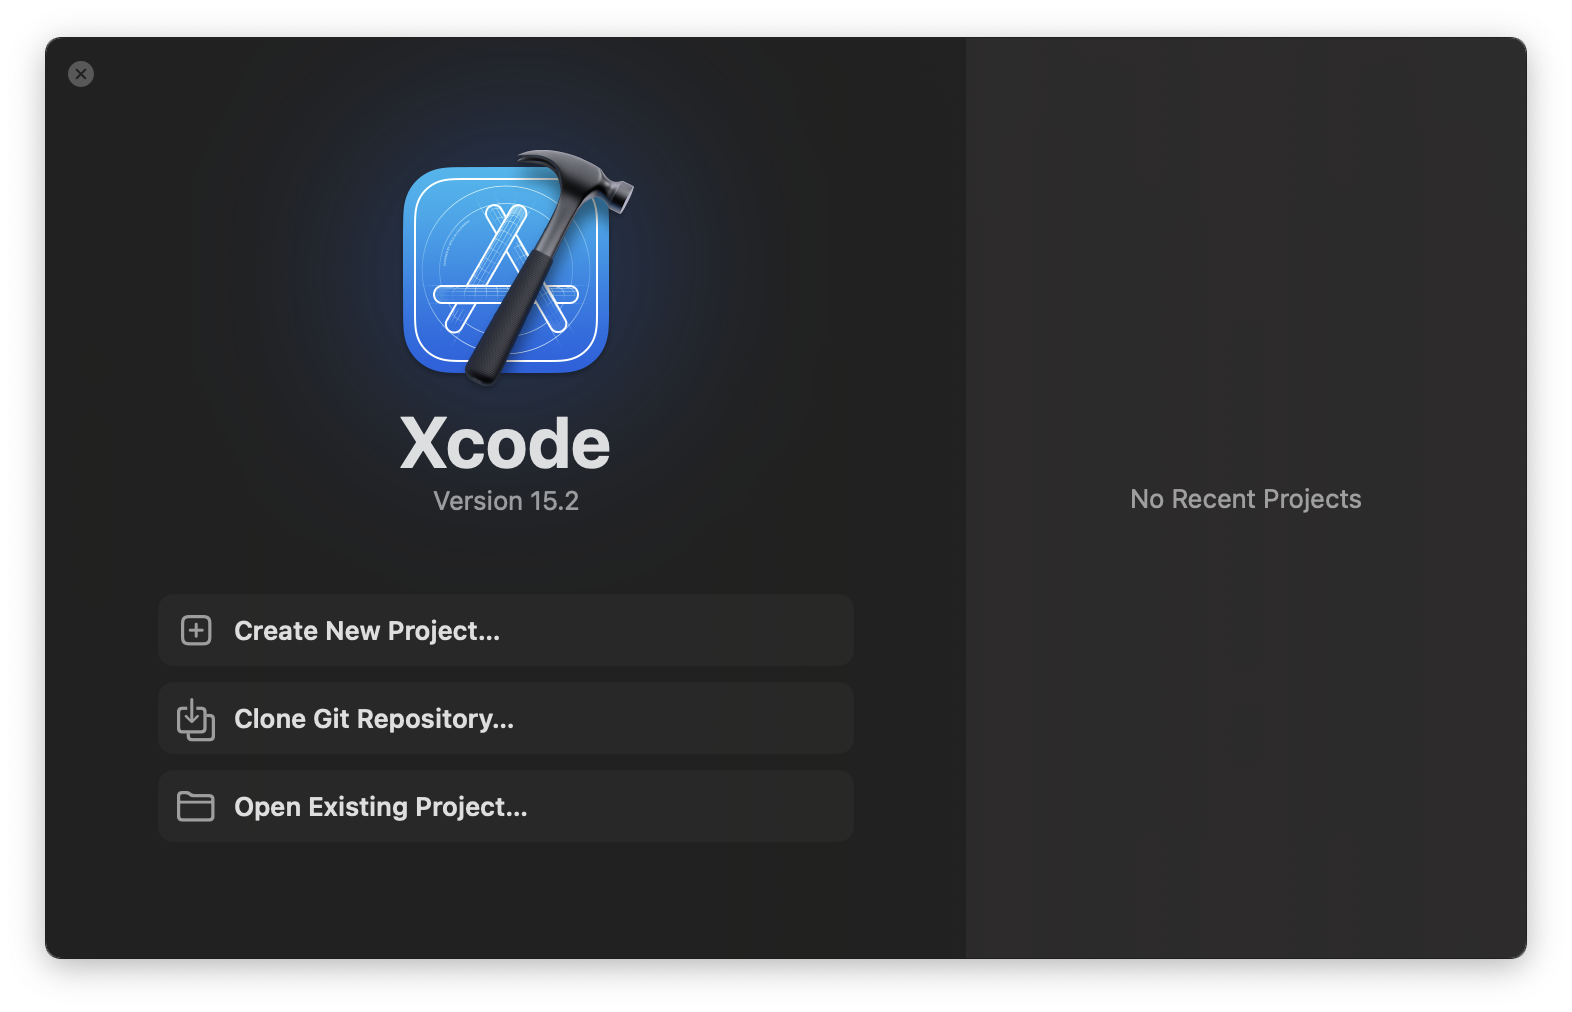 Xcode
Version 15.2
Create New Project...
Clone Git Repository...
Open Existing Project...
No Recent Projects